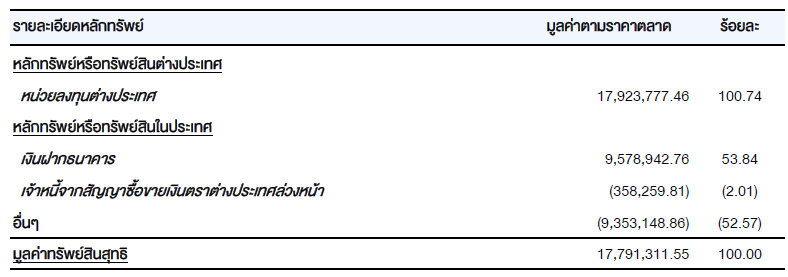 รายละเอียดหลักทรัพย์ มูลค่าตามราคาตลาด ร้อยละ
หลักทรัพย์หรือทรัพย์สินต่างประเทศ
หน่วยลงทุนต่างประเทศ 17,923,777.46 100.74
หลักทรัพย์หรือทรัพย์สินในประเทศ
เงินฝากธนาคาร 9,578,942.76 53.84
เจ้าหนี้จากสัญญาซื้อขายเงินตราต่างประเทศล่วงหน้า (358,259.81) (2.01)
อื่นๆ (9,353,148.86) (52.57)
มูลค่าทรัพย์สินสุทธิ 17,791,311.55 100.00